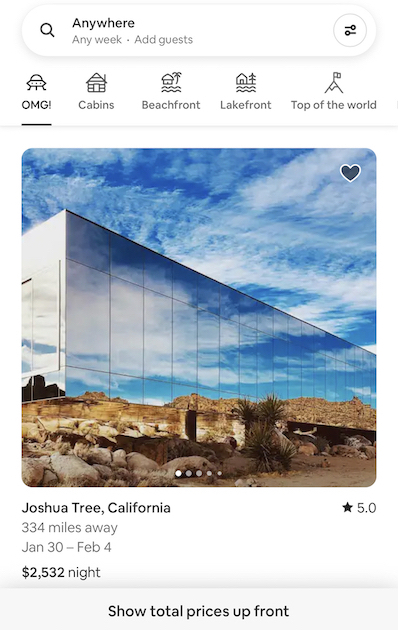 Anywhere
Any week · Add guests
OMG!
Cabins
Beachfront
Lakefront
Top of the world
Joshua Tree, California
★ 5.0
334 miles away
Jan 30 – Feb 4
$2,532 night
Show total prices up front